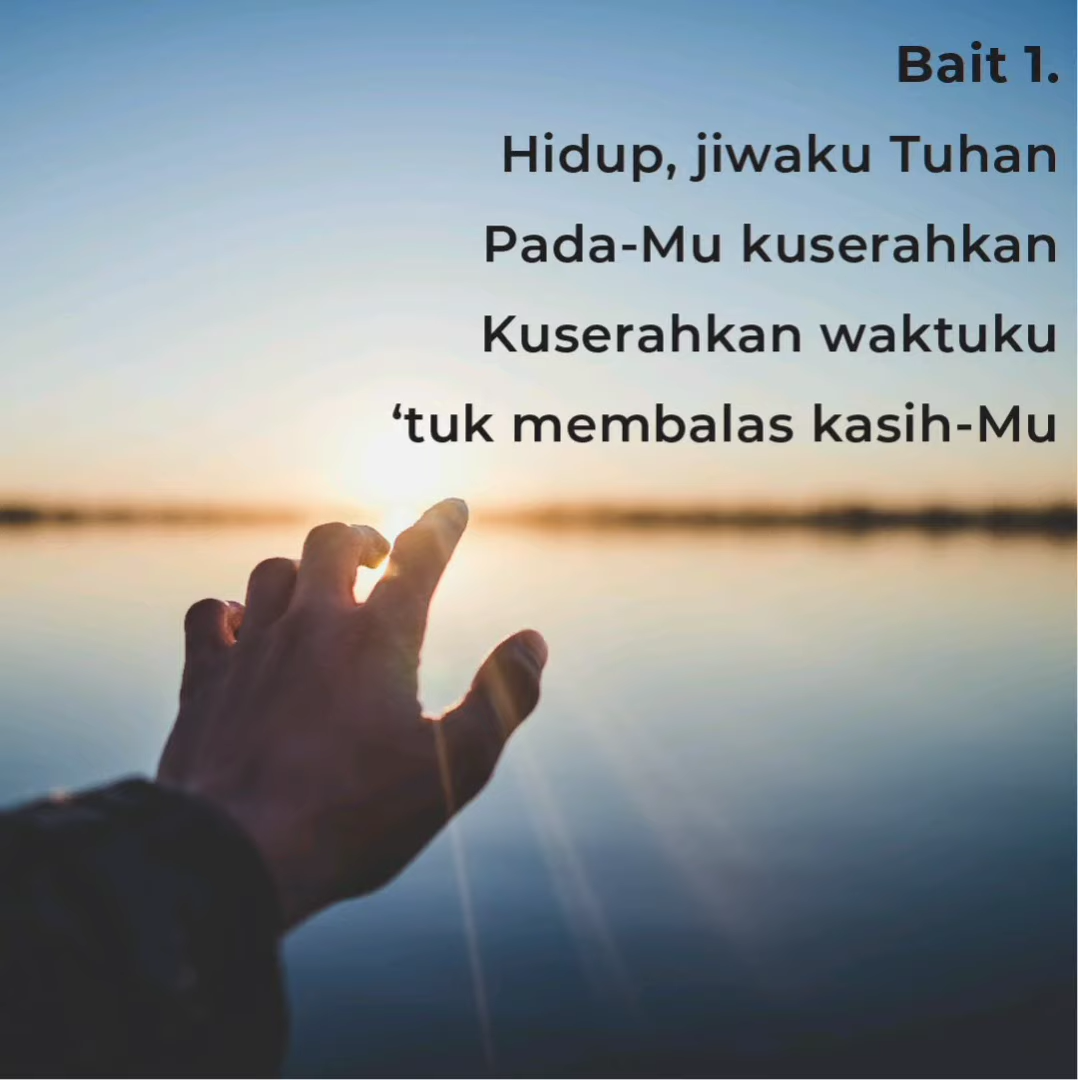 Bait 1.
Hidup, jiwaku Tuhan
Pada-Mu kuserahkan
Kuserahkan waktuku
‘tuk membalas kasih-Mu